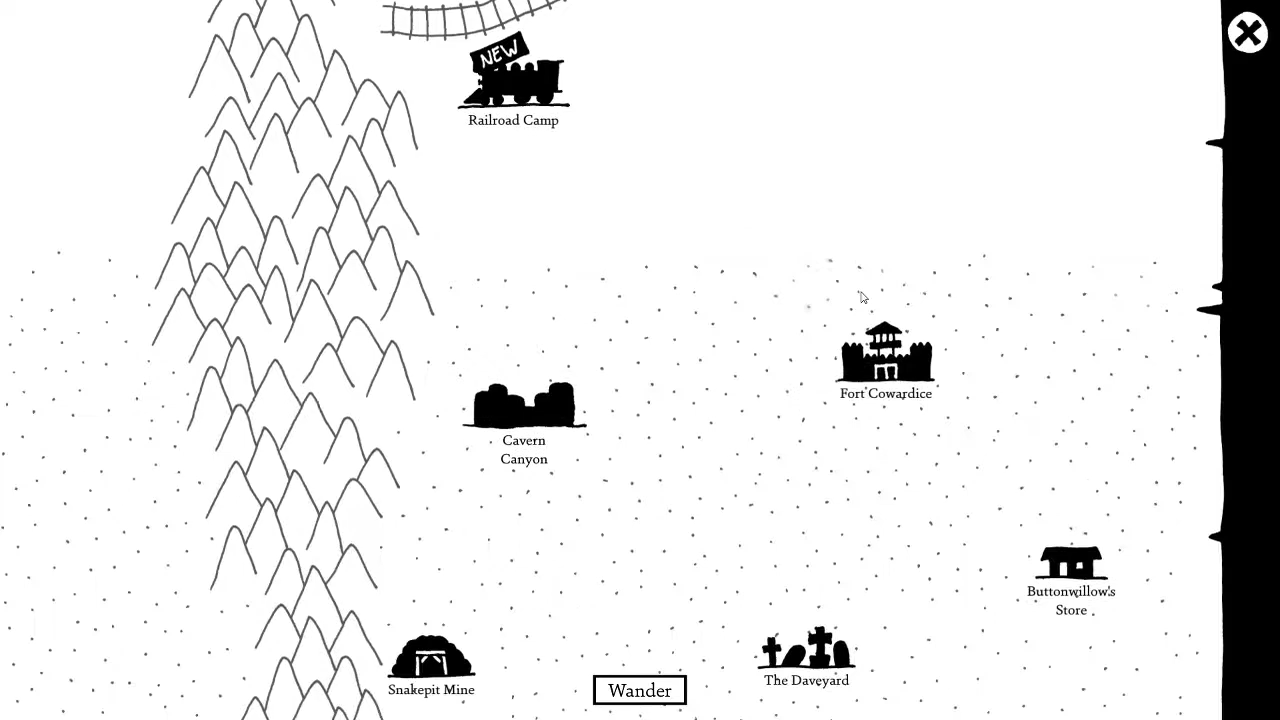 NEW
Railroad Camp
Fort Cowardice
Cavern
Canyon
Buttonwillow's
Store
The Daveyard
Snakepit Mine
Wander